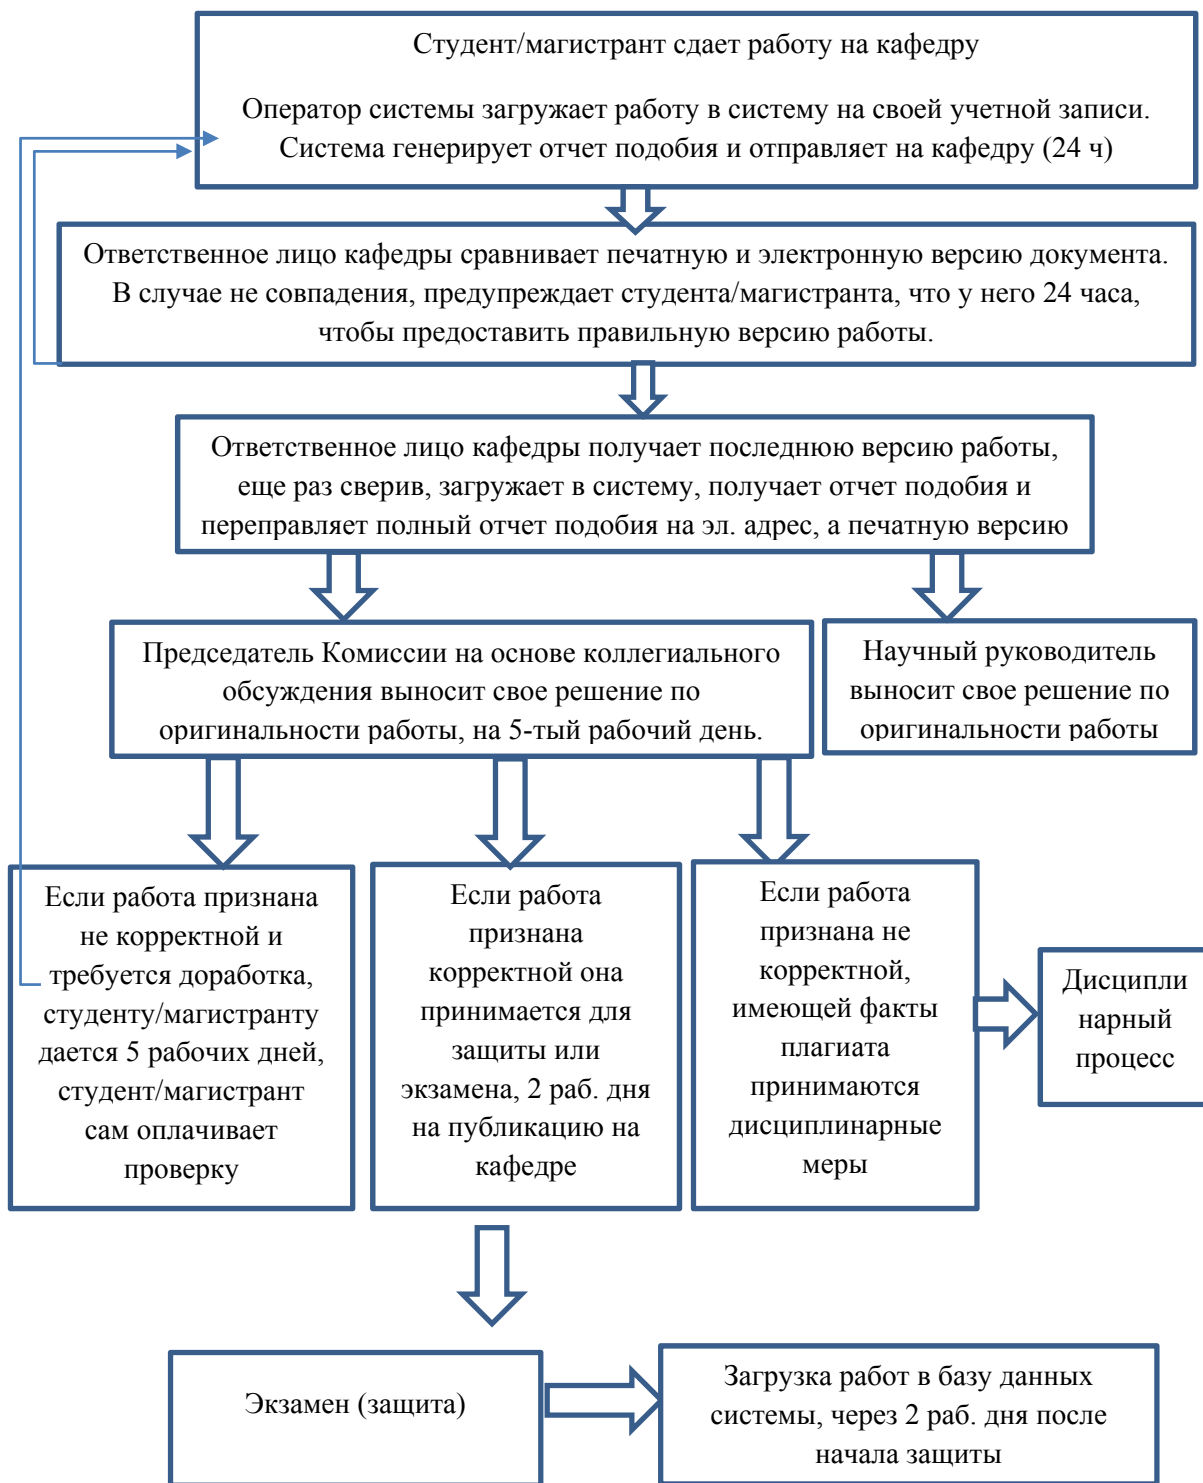 Студент/магистрант сдает работу на кафедру
Оператор системы загружает работу в систему на своей учетной записи.
Система генерирует отчет подобия и отправляет на кафедру (24 ч)
Ответственное лицо кафедры сравнивает печатную и электронную версию документа.
В случае не совпадения, предупреждает студента/магистранта, что у него 24 часа,
чтобы предоставить правильную версию работы.
Ответственное лицо кафедры получает последнюю версию работы,
еще раз сверив, загружает в систему, получает отчет подобия и
переправляет полный отчет подобия на эл. адрес, а печатную версию
Председатель Комиссии на основе коллегиального
обсуждения выносит свое решение по
оригинальности работы, на 5-тый рабочий день.
Научный руководитель
выносит свое решение по
оригинальности работы
Если работа признана
не корректной и
требуется доработка,
студенту/магистранту
дается 5 рабочих дней,
студент/магистрант
сам оплачивает
проверку
Если работа
признана
корректной она
принимается для
защиты или
экзамена, 2 раб. дня
на публикацию на
кафедре
Если работа
признана не
корректной,
имеющей факты
плагиата
принимаются
дисциплинарные
меры
Дисципли
нарный
процесс
Экзамен (защита)
Загрузка работ в базу данных
системы, через 2 раб. дня после
начала защиты